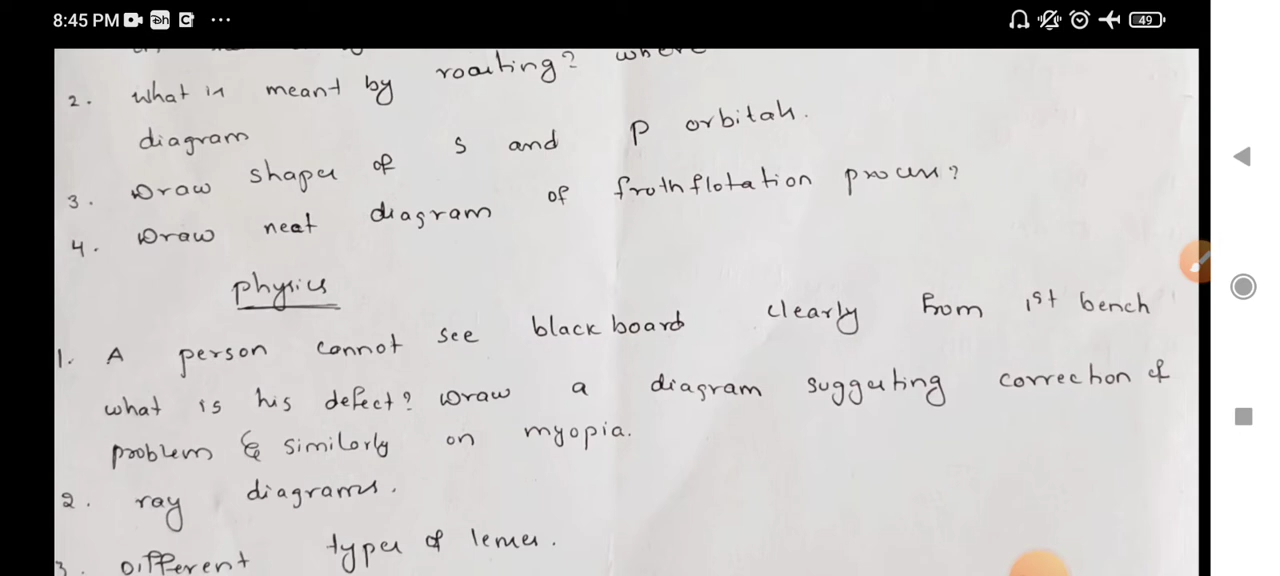 8:45 PM
49
2. What is meant by roasting? where
diagram
3. Draw shapes of s and p orbitals.
4. Draw neat diagram of frothflotation process?
Physics
1. A person cannot see black board clearly from 1st bench
what is his defect? Draw a diagram suggesting correction of
problem & similarly on myopia.
2. ray diagrams.
3. Different types of lenses.